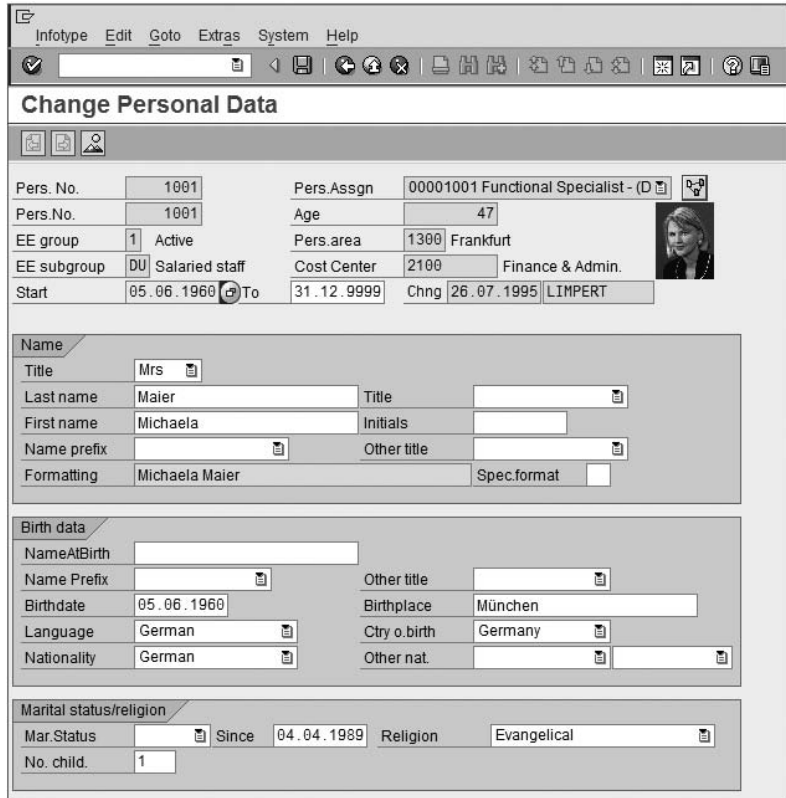 Infotype Edit Goto Extras System Help
Change Personal Data
Pers. No. 1001 Pers.Assgn 00001001 Functional Specialist - (D
Pers.No. 1001 Age 47
EE group 1 Active Pers.area 1300 Frankfurt
EE subgroup DU Salaried staff Cost Center 2100 Finance & Admin.
Start 05.06.1960 To 31.12.9999 Chng 26.07.1995 LIMPERT
Name
Title Mrs
Last name Maier Title
First name Michaela Initials
Name prefix Other title
Formatting Michaela Maier Spec.format
Birth data
NameAtBirth
Name Prefix Other title
Birthdate 05.06.1960 Birthplace München
Language German Ctry o.birth Germany
Nationality German Other nat.
Marital status/religion
Mar.Status Since 04.04.1989 Religion Evangelical
No. child. 1